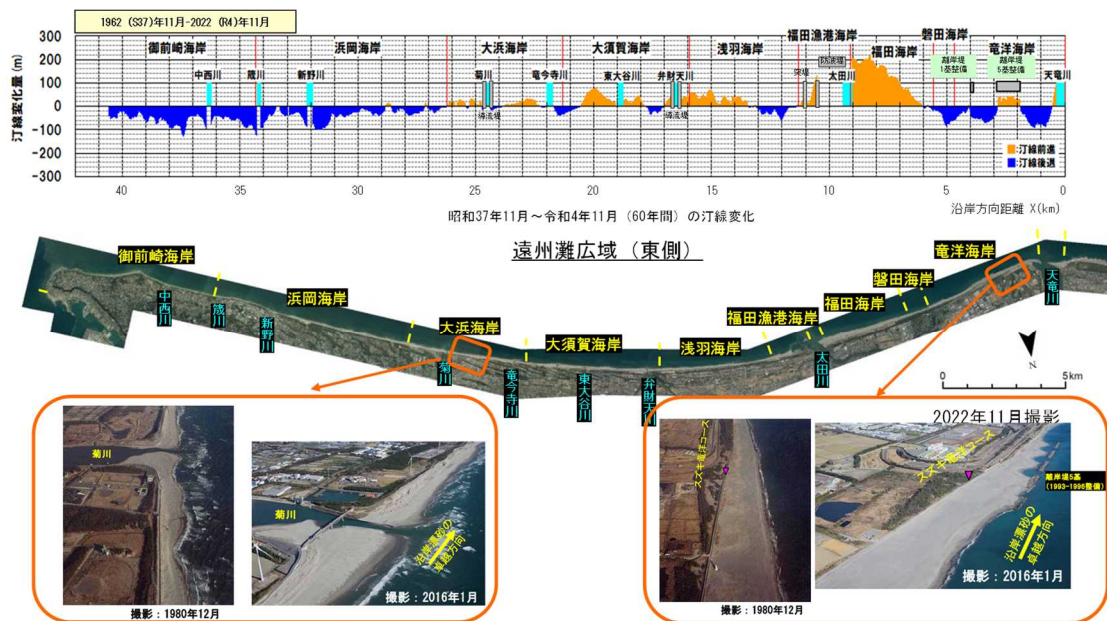 1962 (S37)年11月-2022 (R4)年11月
汀線変化量(m)
300
200
100
0
-100
-200
-300
御前崎海岸
浜岡海岸
大浜海岸
大須賀海岸
浅羽海岸
福田漁港海岸
福田海岸
磐田海岸
竜洋海岸
中西川
筬川
新野川
菊川
導流堤
竜今寺川
東大谷川
弁財天川
導流堤
突堤
防波堤
太田川
離岸堤
1基整備
離岸堤
5基整備
天竜川
:汀線前進
:汀線後退
40
35
30
25
20
15
10
5
0
沿岸方向距離 X(km)
昭和37年11月～令和4年11月（60年間）の汀線変化
遠州灘広域（東側）
御前崎海岸
浜岡海岸
大浜海岸
大須賀海岸
浅羽海岸
福田漁港海岸
福田海岸
磐田海岸
竜洋海岸
中西川
筬川
新野川
菊川
竜今寺川
東大谷川
弁財天川
太田川
天竜川
N
0
5km
2022年11月撮影
菊川
撮影：1980年12月
菊川
沿岸漂砂の
卓越方向
撮影：2016年1月
スズキ竜洋コース
撮影：1980年12月
スズキ竜洋コース
離岸堤5基
(1993-1996整備)
沿岸漂砂の
卓越方向
撮影：2016年1月